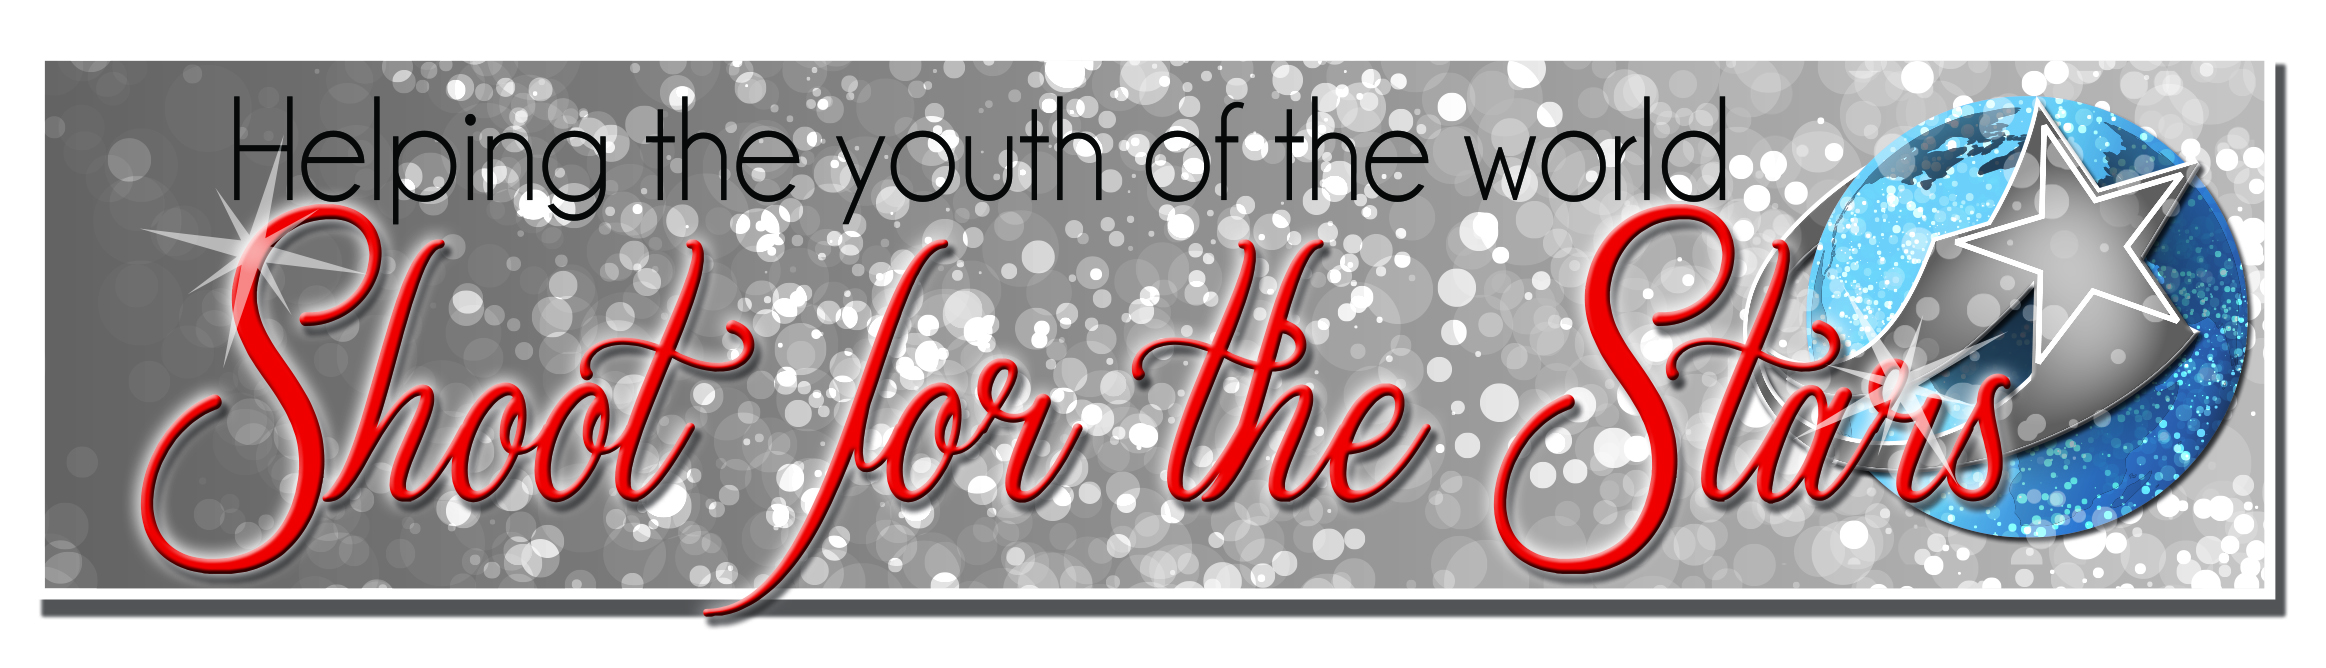 Helping the youth of the world
Shoot for the Stars